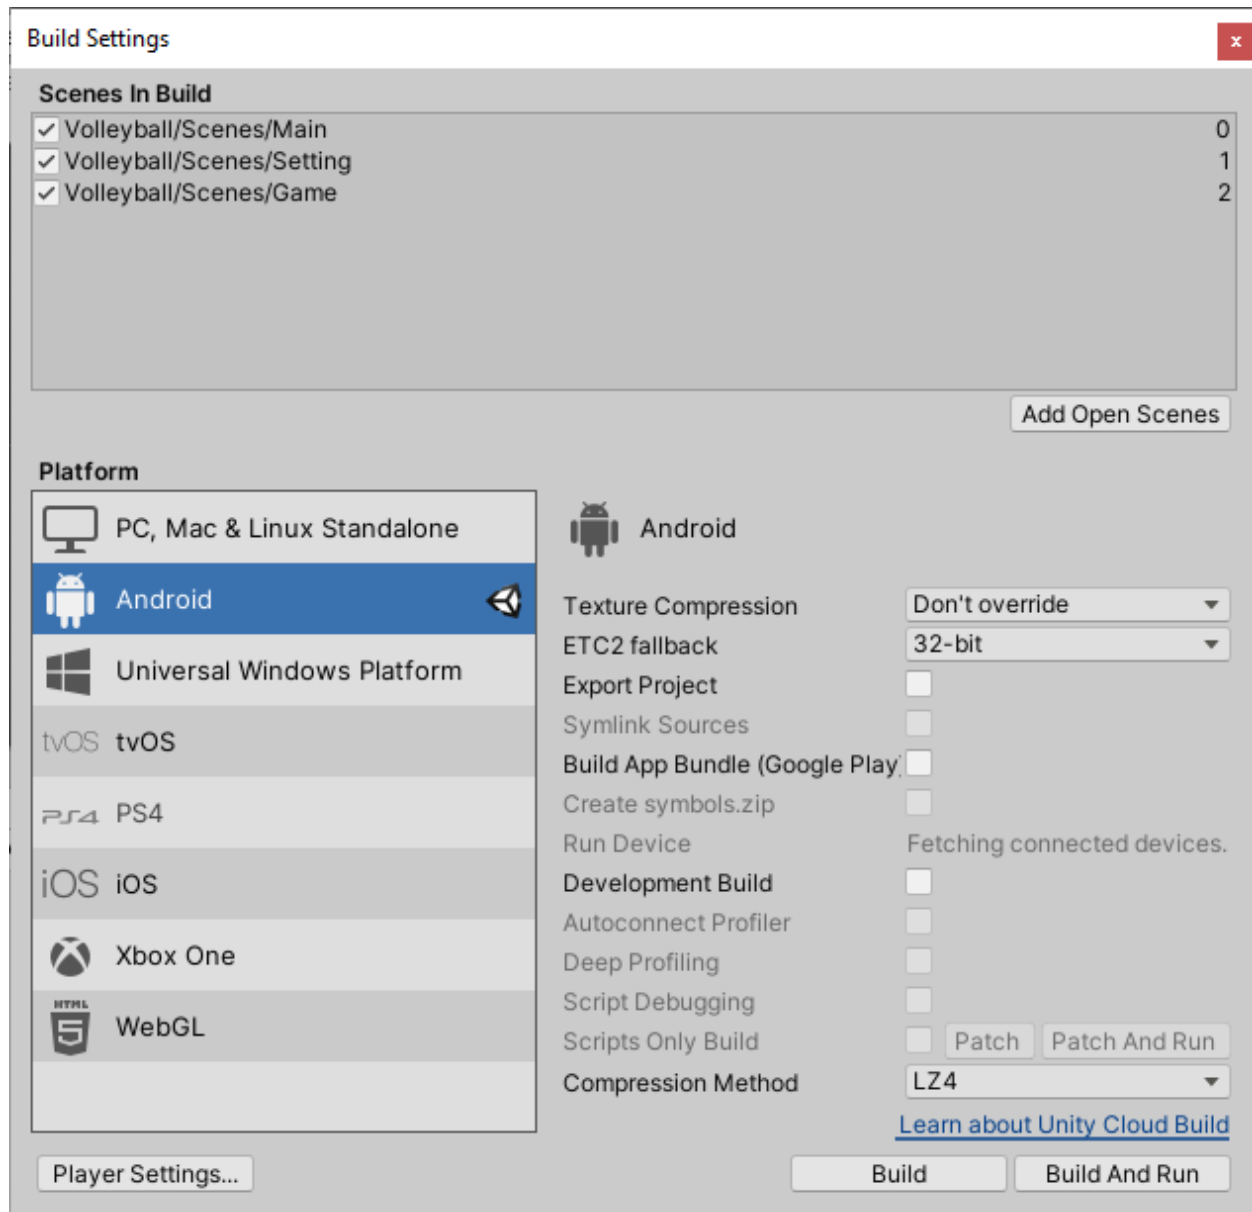 Build Settings
x
Scenes In Build
Volleyball/Scenes/Main 0
Volleyball/Scenes/Setting 1
Volleyball/Scenes/Game 2
Add Open Scenes
Platform
PC, Mac & Linux Standalone
Android
Universal Windows Platform
tvOS tvOS
PS4 PS4
iOS iOS
Xbox One
HTML 5 WebGL
Android
Texture Compression Don't override
ETC2 fallback 32-bit
Export Project
Symlink Sources
Build App Bundle (Google Play)
Create symbols.zip
Run Device Fetching connected devices.
Development Build
Autoconnect Profiler
Deep Profiling
Script Debugging
Scripts Only Build Patch Patch And Run
Compression Method LZ4
Learn about Unity Cloud Build
Player Settings... Build Build And Run